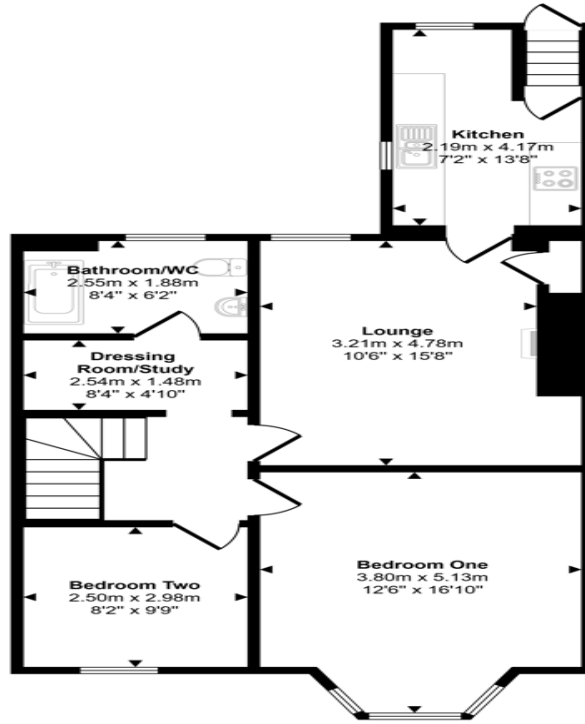 Kitchen
2.19m x 4.17m
7'2" x 13'8"
Bathroom/WC
2.55m x 1.88m
8'4" x 6'2"
Lounge
3.21m x 4.78m
10'6" x 15'8"
Dressing
Room/Study
2.54m x 1.48m
8'4" x 4'10"
Bedroom Two
2.50m x 2.98m
8'2" x 9'9"
Bedroom One
3.80m x 5.13m
12'6" x 16'10"